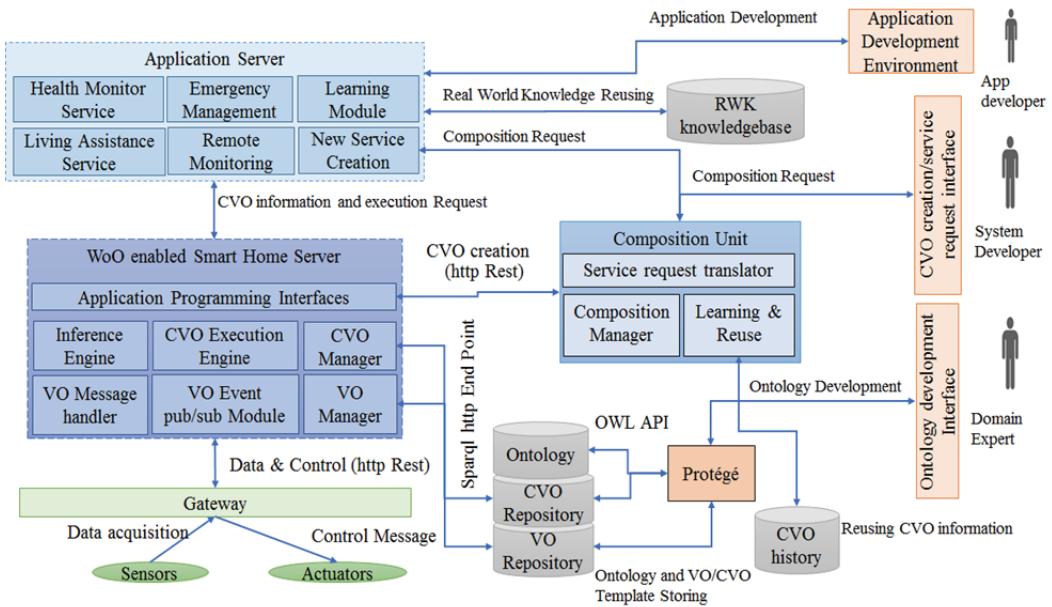 Application Development
Application
Development
Environment
App
developer
Application Server
Health Monitor
Service
Emergency
Management
Learning
Module
Living Assistance
Service
Remote
Monitoring
New Service
Creation
Real World Knowledge Reusing
RWK
knowledgebase
Composition Request
Composition Request
CVO creation/service
request interface
System
Developer
CVO information and execution Request
WoO enabled Smart Home Server
Application Programming Interfaces
Inference
Engine
CVO Execution
Engine
CVO
Manager
VO Message
handler
VO Event
pub/sub Module
VO
Manager
CVO creation
(http Rest)
Composition Unit
Service request translator
Composition
Manager
Learning &
Reuse
Sparql http End Point
Ontology Development
Ontology development
Interface
Domain
Expert
OWL API
Ontology
CVO
Repository
VO
Repository
Protégé
CVO
history
Reusing CVO information
Ontology and VO/CVO
Template Storing
Data & Control (http Rest)
Gateway
Data acquisition
Control Message
Sensors
Actuators